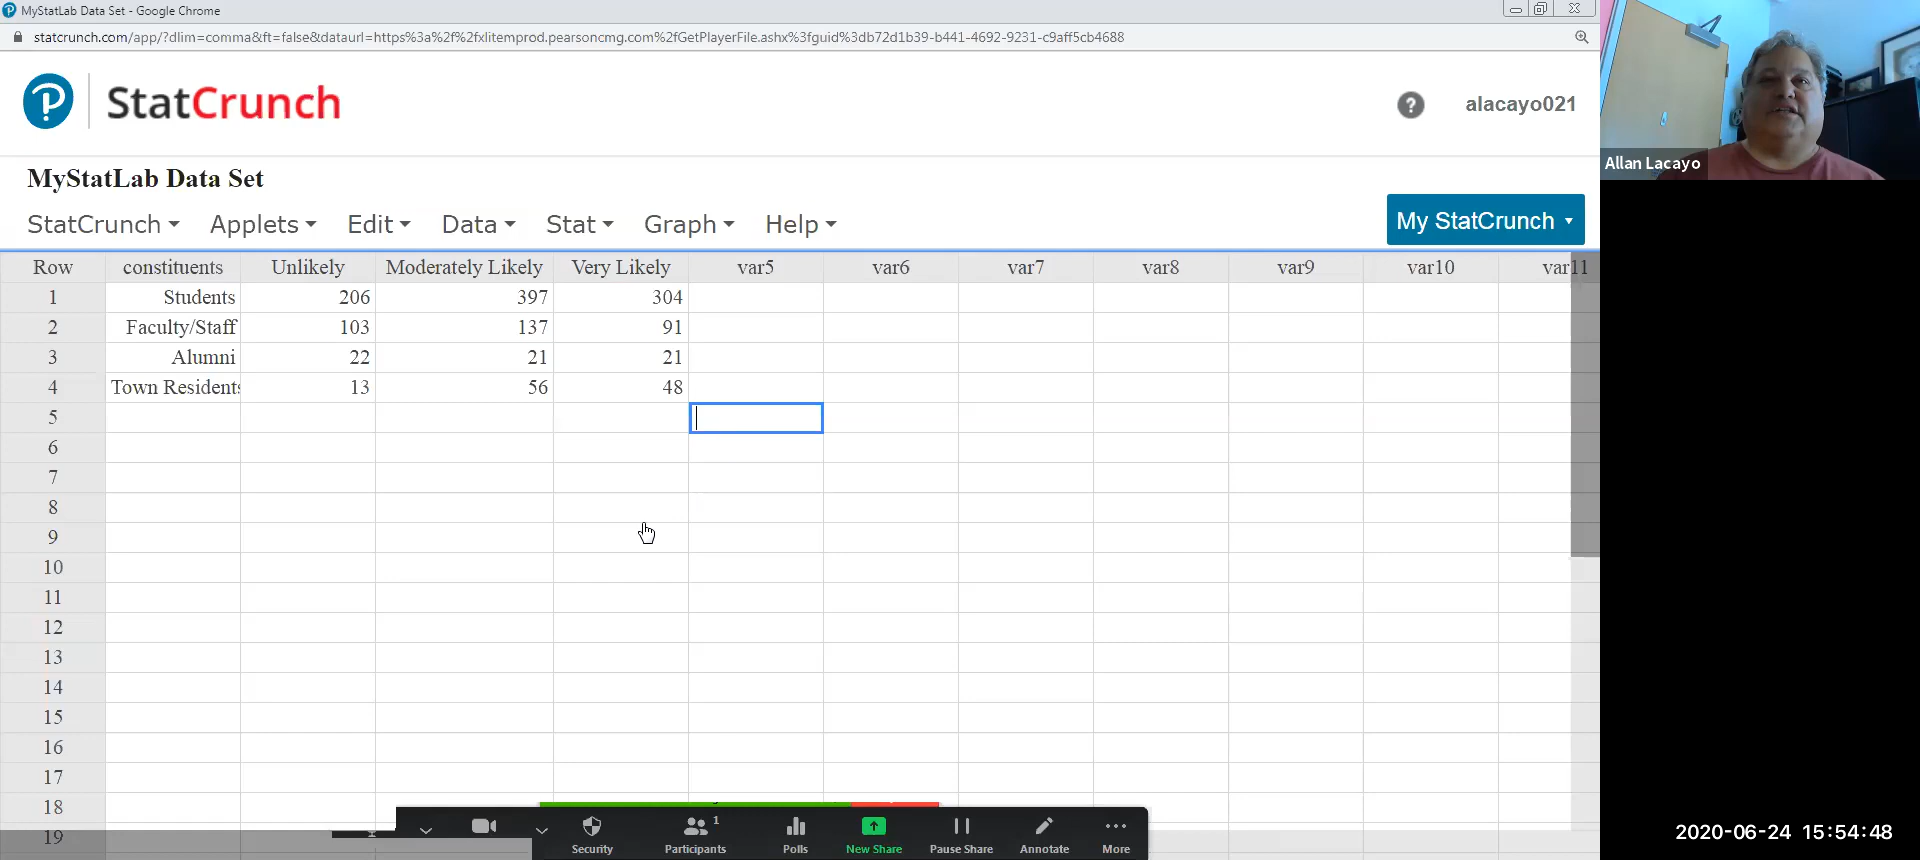 MyStatLab Data Set - Google Chrome
statcrunch.com/app/?dlim=comma&ft=false&dataurl=https%3a%2f%2fxlitemprod.pearsoncmg.com%2fGetPlayerFile.ashx%3fguid%3db72d1b39-b441-4692-9231-c9aff5cb4688
P StatCrunch ? alacayo021
MyStatLab Data Set
StatCrunch Applets Edit Data Stat Graph Help My StatCrunch
Row constituents Unlikely Moderately Likely Very Likely var5 var6 var7 var8 var9 var10 var11
1 Students 206 397 304
2 Faculty/Staff 103 137 91
3 Alumni 22 21 21
4 Town Residents 13 56 48
5
6
7
8
9
10
11
12
13
14
15
16
17
18
19
Security Participants 1 Polls New Share Pause Share Annotate More
Allan Lacayo
2020-06-24 15:54:48